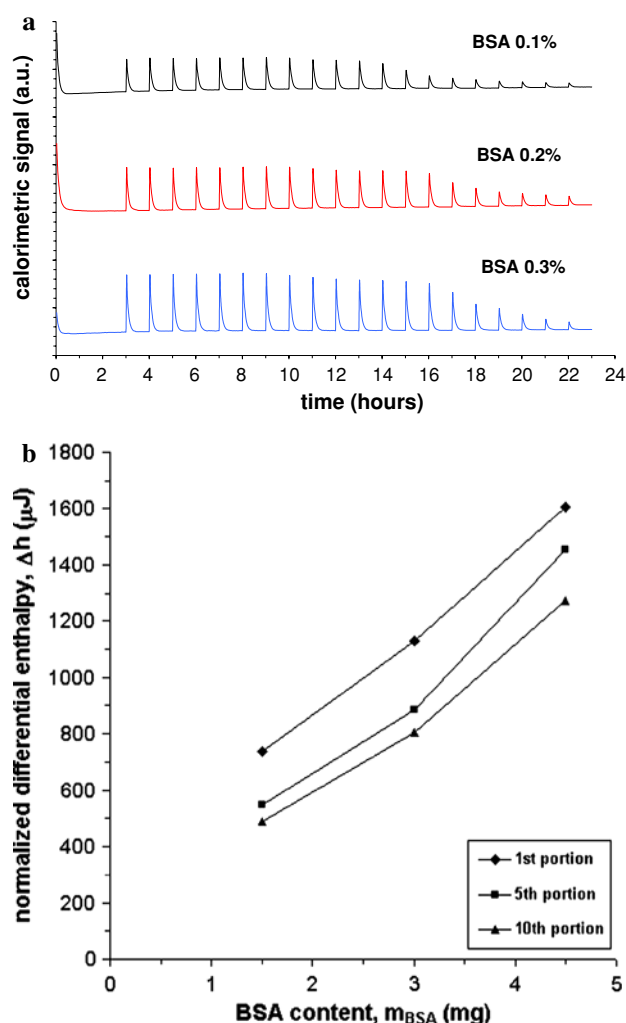 a
calorimetric signal (a.u.)
BSA 0.1%
BSA 0.2%
BSA 0.3%
0 2 4 6 8 10 12 14 16 18 20 22 24
time (hours)
b
normalized differential enthalpy, Δh (μJ)
1800
1600
1400
1200
1000
800
600
400
200
0
1st portion
5th portion
10th portion
0 1 2 3 4 5
BSA content, mBSA (mg)